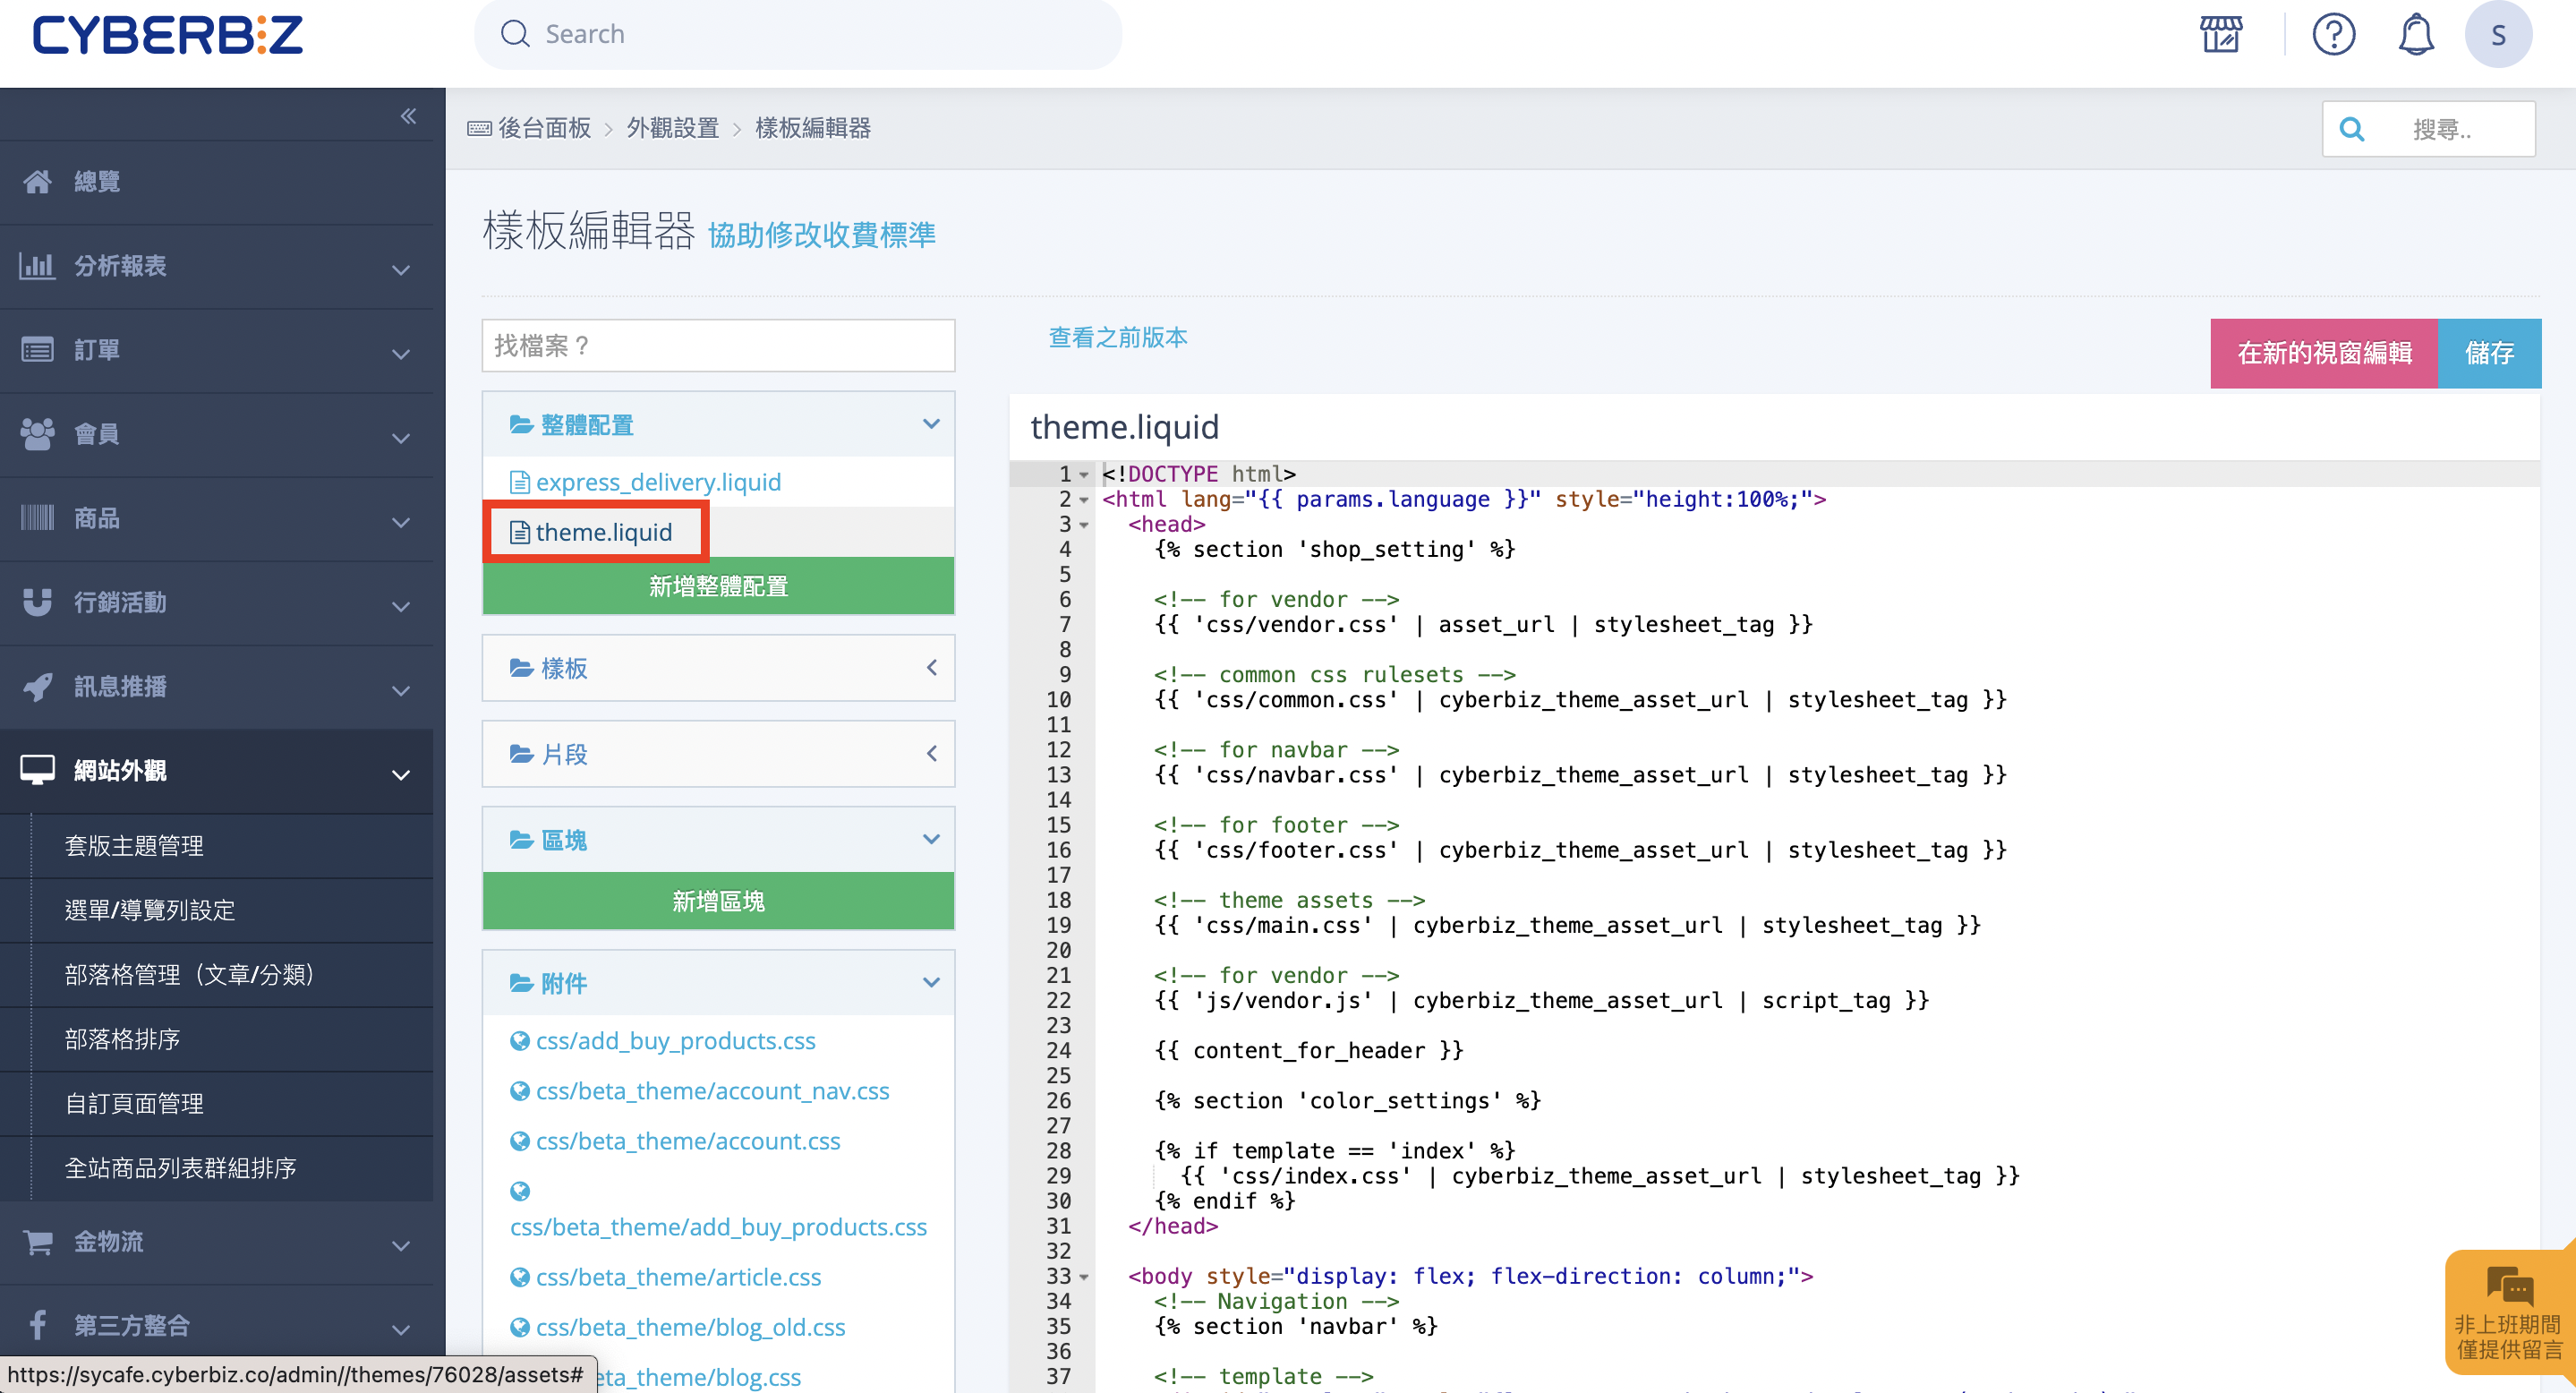 CYBERBIZ
Search
S
後台面板 > 外觀設置 > 樣板編輯器
搜尋..
總覽
分析報表
訂單
會員
商品
行銷活動
訊息推播
網站外觀
套版主題管理
選單/導覽列設定
部落格管理（文章/分類）
部落格排序
自訂頁面管理
全站商品列表群組排序
金物流
第三方整合
https://sycafe.cyberbiz.co/admin//themes/76028/assets#
樣板編輯器 協助修改收費標準
找檔案？
整體配置
express_delivery.liquid
theme.liquid
新增整體配置
樣板
片段
區塊
新增區塊
附件
css/add_buy_products.css
css/beta_theme/account_nav.css
css/beta_theme/account.css
css/beta_theme/add_buy_products.css
css/beta_theme/article.css
css/beta_theme/blog_old.css
eta_theme/blog.css
查看之前版本
在新的視窗編輯
儲存
theme.liquid
1 <!DOCTYPE html>
2 <html lang="{{ params.language }}" style="height:100%;">
3 <head>
4 {% section 'shop_setting' %}
5
6 <!-- for vendor -->
7 {{ 'css/vendor.css' | asset_url | stylesheet_tag }}
8
9 <!-- common css rulesets -->
10 {{ 'css/common.css' | cyberbiz_theme_asset_url | stylesheet_tag }}
11
12 <!-- for navbar -->
13 {{ 'css/navbar.css' | cyberbiz_theme_asset_url | stylesheet_tag }}
14
15 <!-- for footer -->
16 {{ 'css/footer.css' | cyberbiz_theme_asset_url | stylesheet_tag }}
17
18 <!-- theme assets -->
19 {{ 'css/main.css' | cyberbiz_theme_asset_url | stylesheet_tag }}
20
21 <!-- for vendor -->
22 {{ 'js/vendor.js' | cyberbiz_theme_asset_url | script_tag }}
23
24 {{ content_for_header }}
25
26 {% section 'color_settings' %}
27
28 {% if template == 'index' %}
29 {{ 'css/index.css' | cyberbiz_theme_asset_url | stylesheet_tag }}
30 {% endif %}
31 </head>
32
33 <body style="display: flex; flex-direction: column;">
34 <!-- Navigation -->
35 {% section 'navbar' %}
36
37 <!-- template -->
非上班期間
僅提供留言